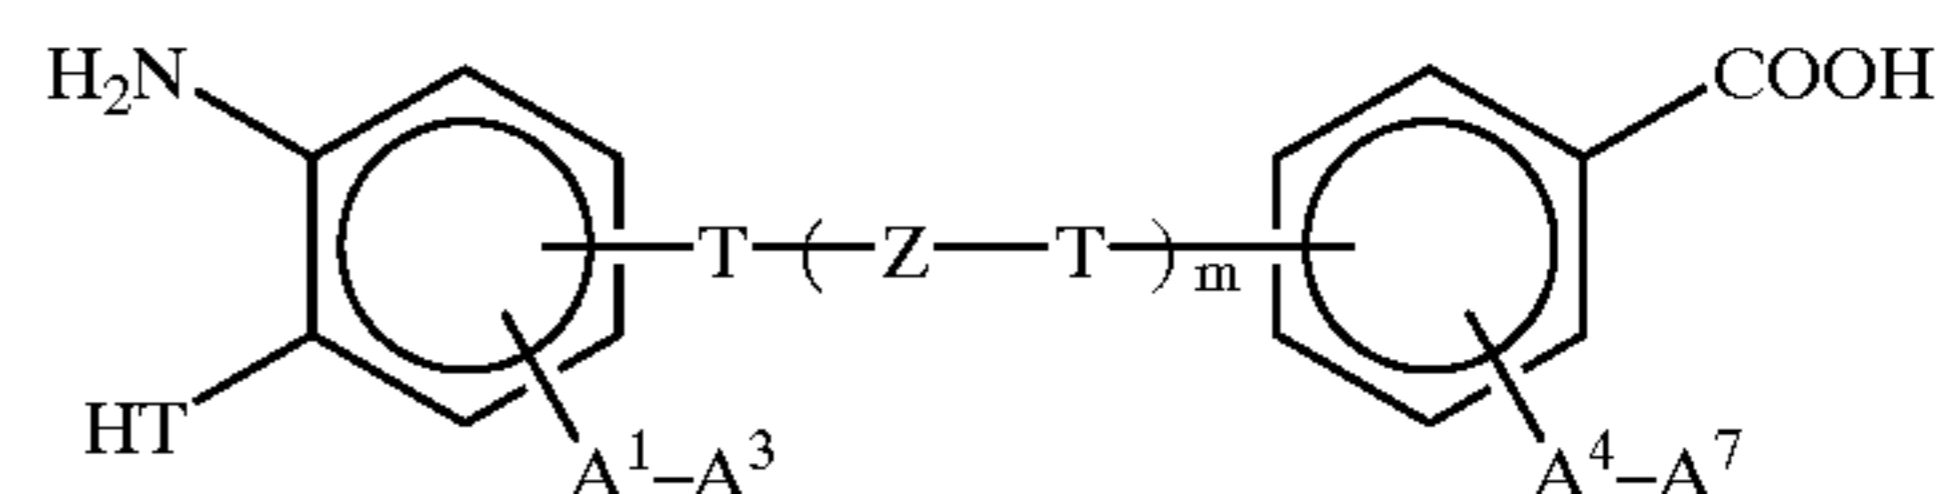 H₂N COOH
T ( Z T )ₘ
HT
A¹–A³ A⁴–A⁷